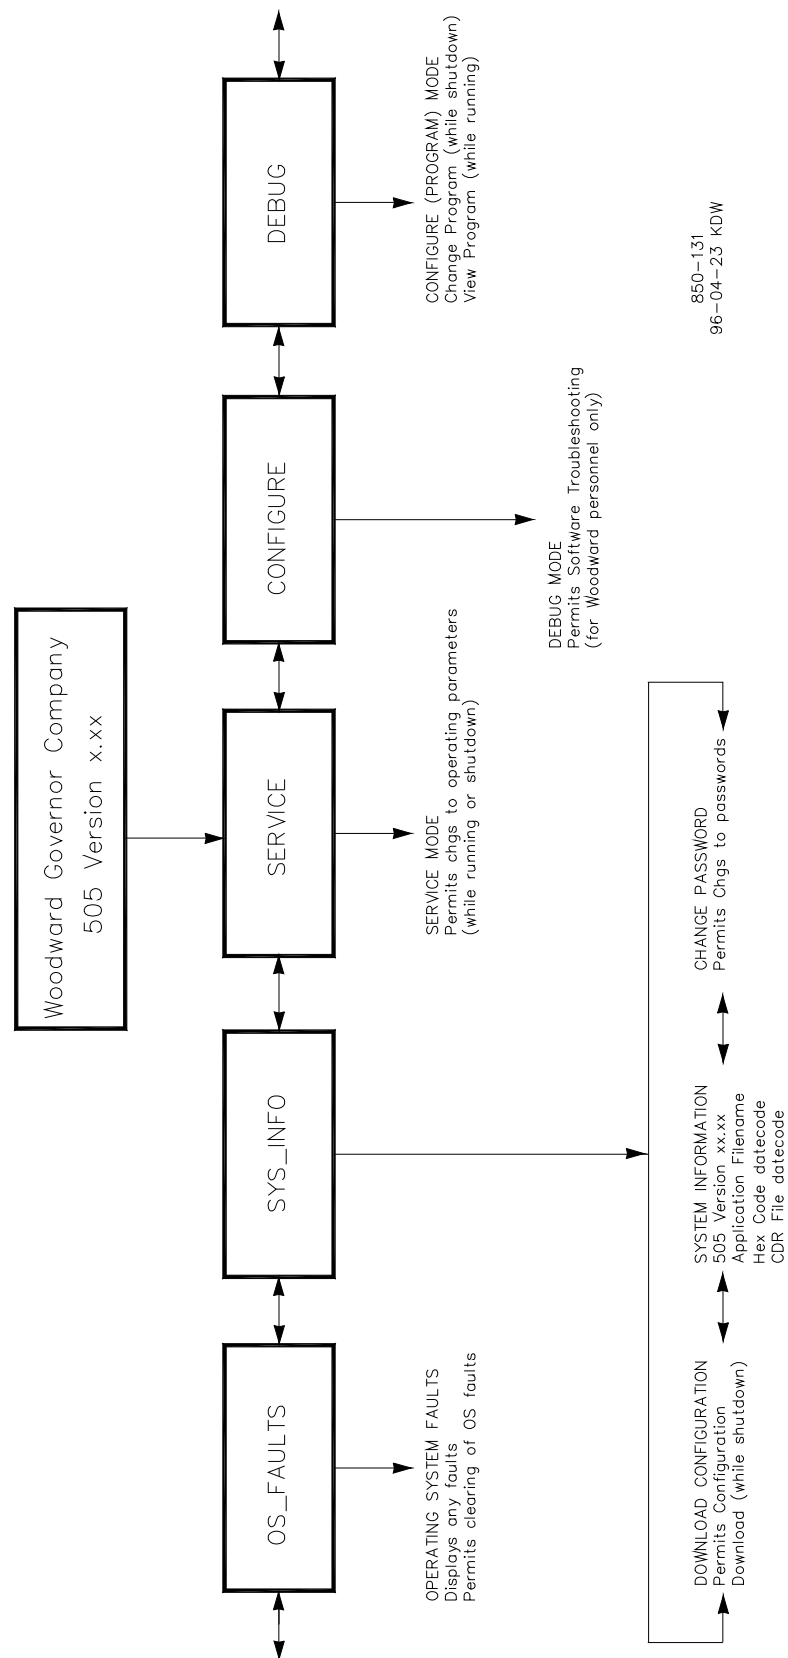 Woodward Governor Company
505 Version x.xx
OS_FAULTS
SYS_INFO
SERVICE
CONFIGURE
DEBUG
OPERATING SYSTEM FAULTS
Displays any faults
Permits clearing of OS faults
SERVICE MODE
Permits chgs to operating parameters
(while running or shutdown)
CONFIGURE (PROGRAM) MODE
Change Program (while shutdown)
View Program (while running)
DEBUG MODE
Permits Software Troubleshooting
(for Woodward personnel only)
DOWNLOAD CONFIGURATION
Permits Configuration
Download (while shutdown)
SYSTEM INFORMATION
505 Version xx.xx
Application Filename
Hex Code datecode
CDR File datecode
CHANGE PASSWORD
Permits Chgs to passwords
850-131
96-04-23 KDW